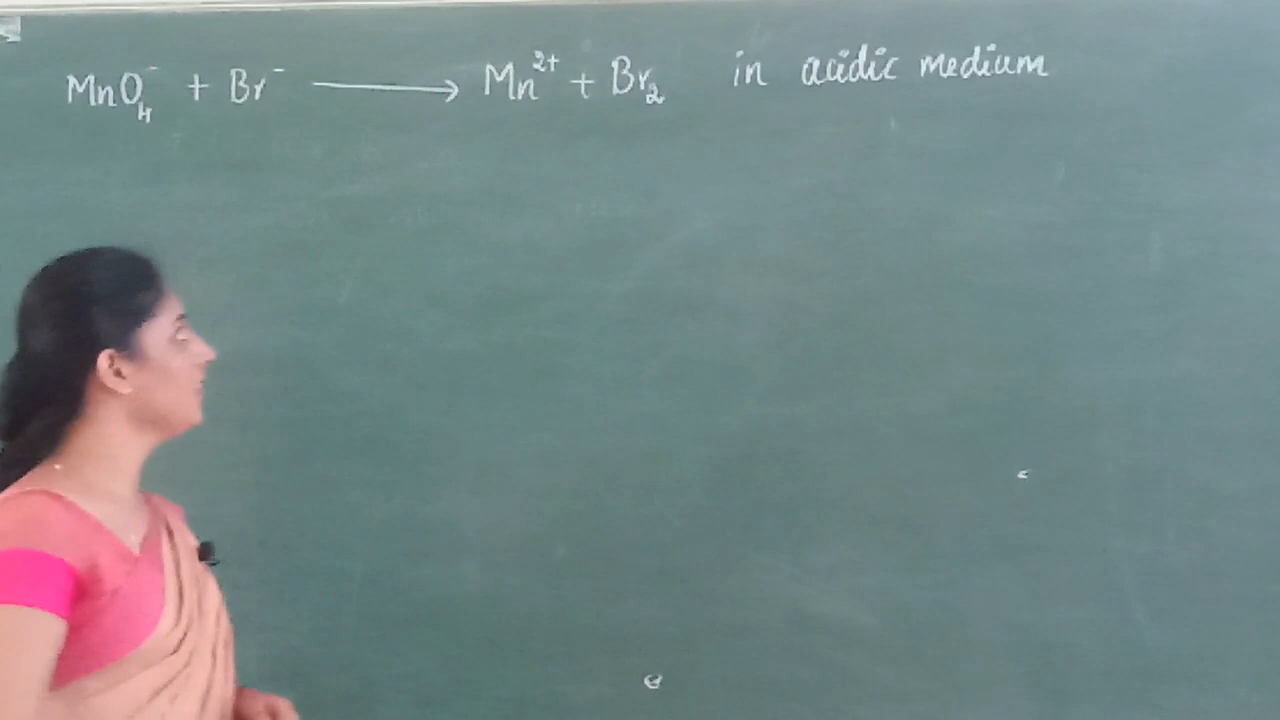 MnO₄⁻ + Br⁻ ⟶ Mn²⁺ + Br₂ in acidic medium